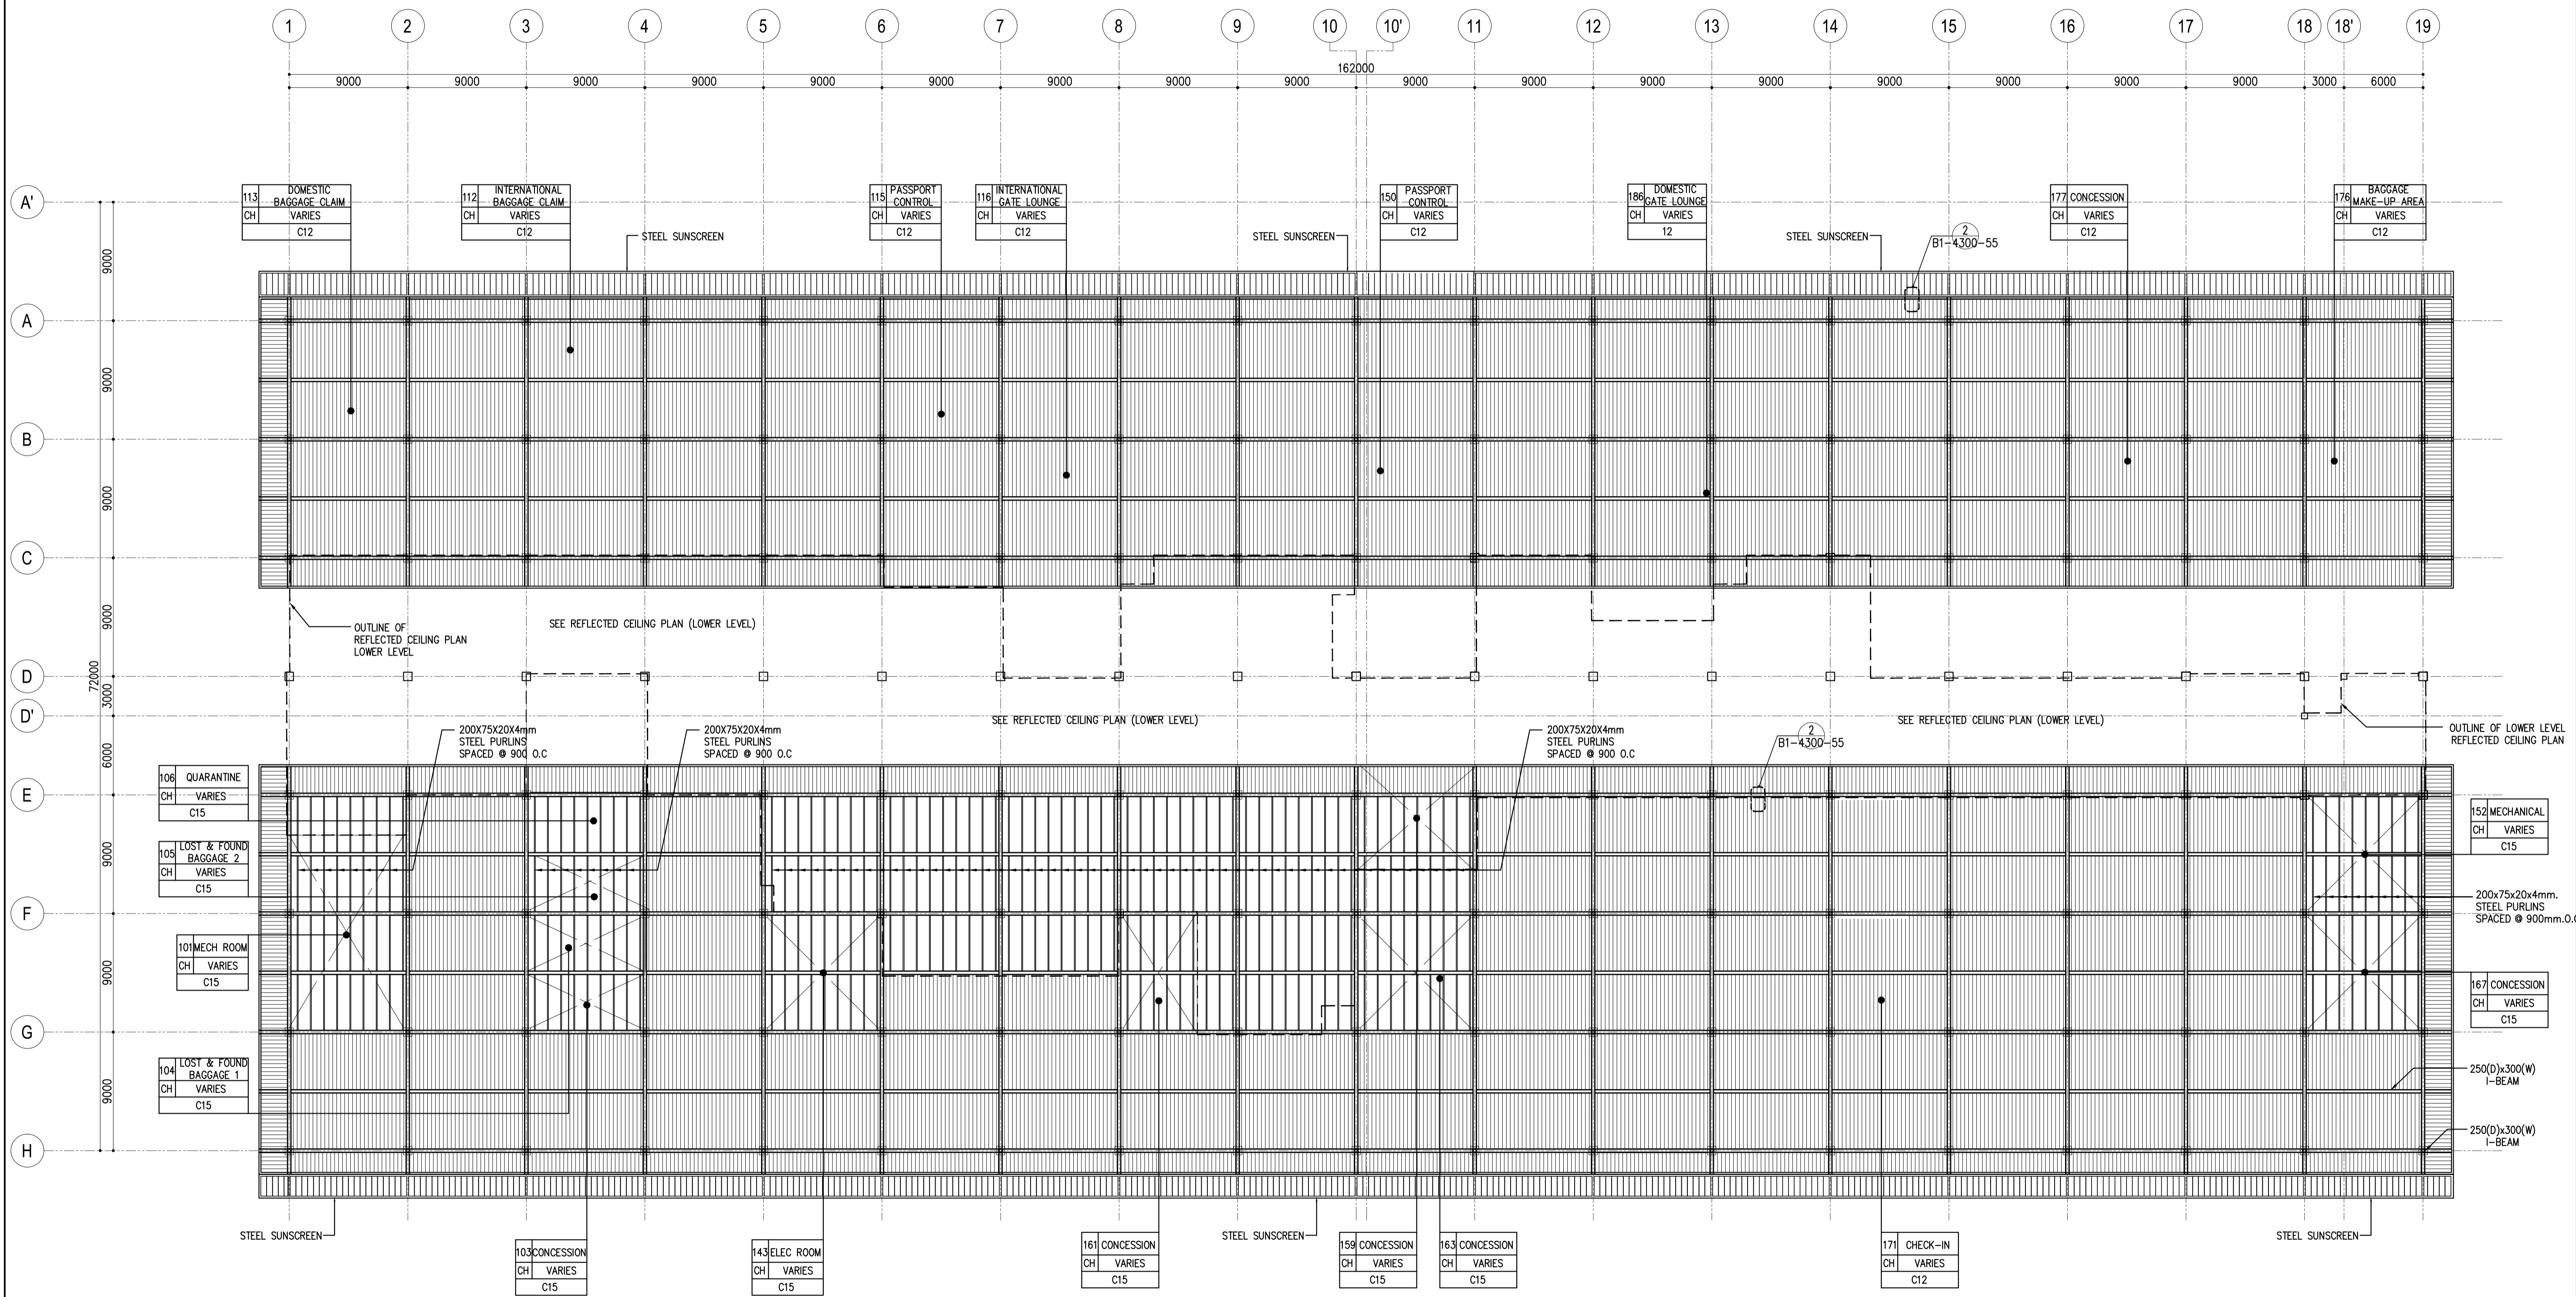 1 2 3 4 5 6 7 8 9 10 10' 11 12 13 14 15 16 17 18 18' 19
162000
9000 9000 9000 9000 9000 9000 9000 9000 9000 9000 9000 9000 9000 9000 9000 9000 9000 3000 6000
A'
A
B
C
D
D'
E
F
G
H
9000
9000
9000
9000
72000
3000
6000
9000
9000
9000
113 DOMESTIC
BAGGAGE CLAIM
CH VARIES
C12
112 INTERNATIONAL
BAGGAGE CLAIM
CH VARIES
C12
STEEL SUNSCREEN
115 PASSPORT
CONTROL
CH VARIES
C12
116 INTERNATIONAL
GATE LOUNGE
CH VARIES
C12
STEEL SUNSCREEN
150 PASSPORT
CONTROL
CH VARIES
C12
186 DOMESTIC
GATE LOUNGE
CH VARIES
12
STEEL SUNSCREEN
2
B1-4300-55
177 CONCESSION
CH VARIES
C12
176 BAGGAGE
MAKE-UP AREA
CH VARIES
C12
OUTLINE OF
REFLECTED CEILING PLAN
LOWER LEVEL
SEE REFLECTED CEILING PLAN (LOWER LEVEL)
SEE REFLECTED CEILING PLAN (LOWER LEVEL)
SEE REFLECTED CEILING PLAN (LOWER LEVEL)
200X75X20X4mm
STEEL PURLINS
SPACED @ 900 O.C
200X75X20X4mm
STEEL PURLINS
SPACED @ 900 O.C
200X75X20X4mm
STEEL PURLINS
SPACED @ 900 O.C
2
B1-4300-55
OUTLINE OF LOWER LEVEL
REFLECTED CEILING PLAN
106 QUARANTINE
CH VARIES
C15
105 LOST & FOUND
BAGGAGE 2
CH VARIES
C15
101 MECH ROOM
CH VARIES
C15
104 LOST & FOUND
BAGGAGE 1
CH VARIES
C15
152 MECHANICAL
CH VARIES
C15
200x75x20x4mm.
STEEL PURLINS
SPACED @ 900mm.O.C
167 CONCESSION
CH VARIES
C15
250(D)x300(W)
I-BEAM
250(D)x300(W)
I-BEAM
STEEL SUNSCREEN
103 CONCESSION
CH VARIES
C15
143 ELEC ROOM
CH VARIES
C15
161 CONCESSION
CH VARIES
C15
STEEL SUNSCREEN
159 CONCESSION
CH VARIES
C15
163 CONCESSION
CH VARIES
C15
171 CHECK-IN
CH VARIES
C12
STEEL SUNSCREEN